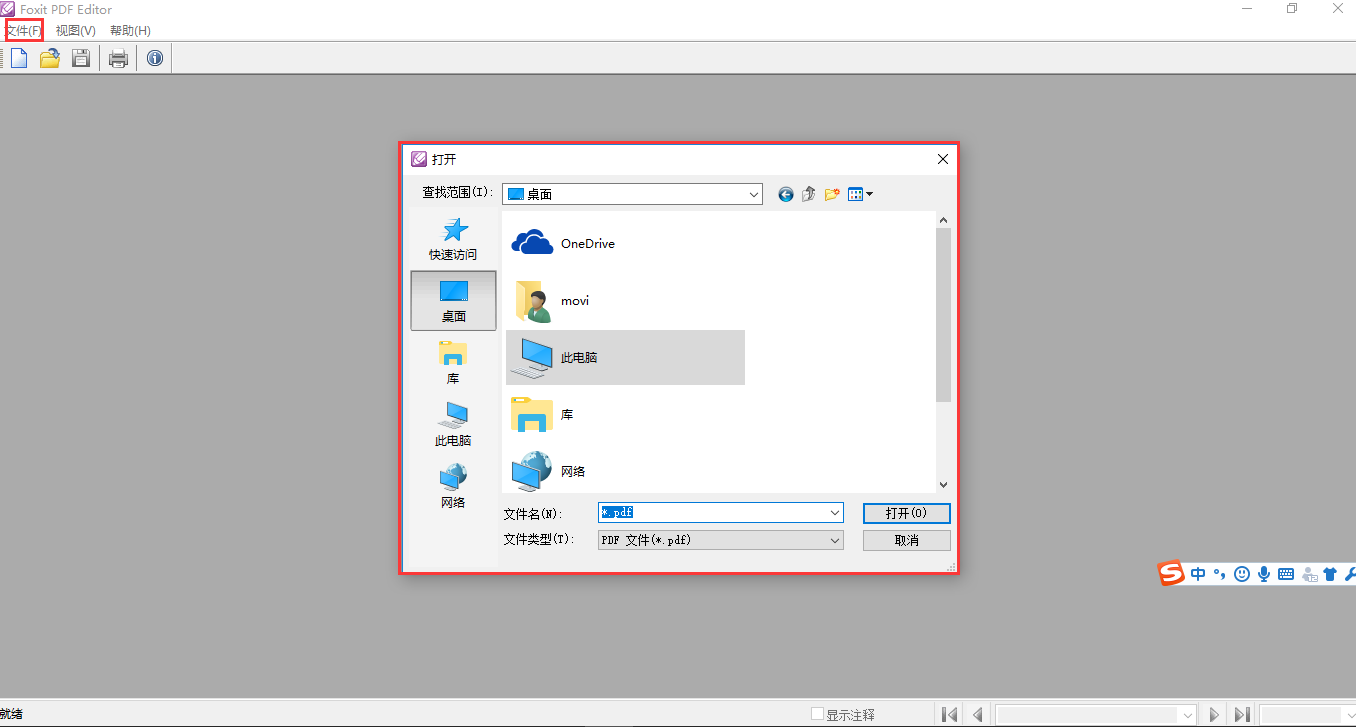 Foxit PDF Editor
文件(F) 视图(V) 帮助(H)
打开
查找范围(I): 桌面
快速访问
桌面
库
此电脑
网络
OneDrive
movi
此电脑
库
网络
文件名(N): *.pdf 打开(O)
文件类型(T): PDF 文件(*.pdf) 取消
S 中
就绪 显示注释